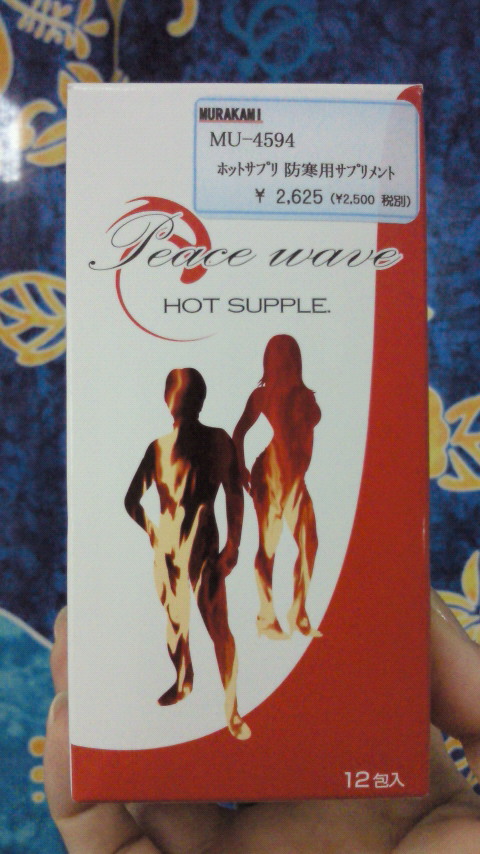 MURAKAMI
MU-4594
ホットサプリ 防寒用サプリメント
¥ 2,625 (¥2,500 税別)
Peace wave
HOT SUPPLE.
12包入